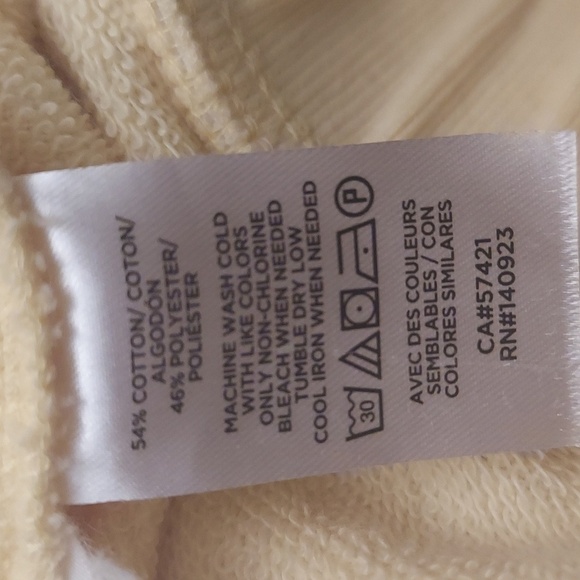 54% COTTON/ COTON/
ALGODON
46% POLYESTER/
POLIÉSTER
MACHINE WASH COLD
WITH LIKE COLORS
ONLY NON-CHLORINE
BLEACH WHEN NEEDED
TUMBLE DRY LOW
COOL IRON WHEN NEEDED
30 P
AVEC DES COULEURS
SEMBLABLES / CON
COLORES SIMILARES
CA#57421
RN#140923